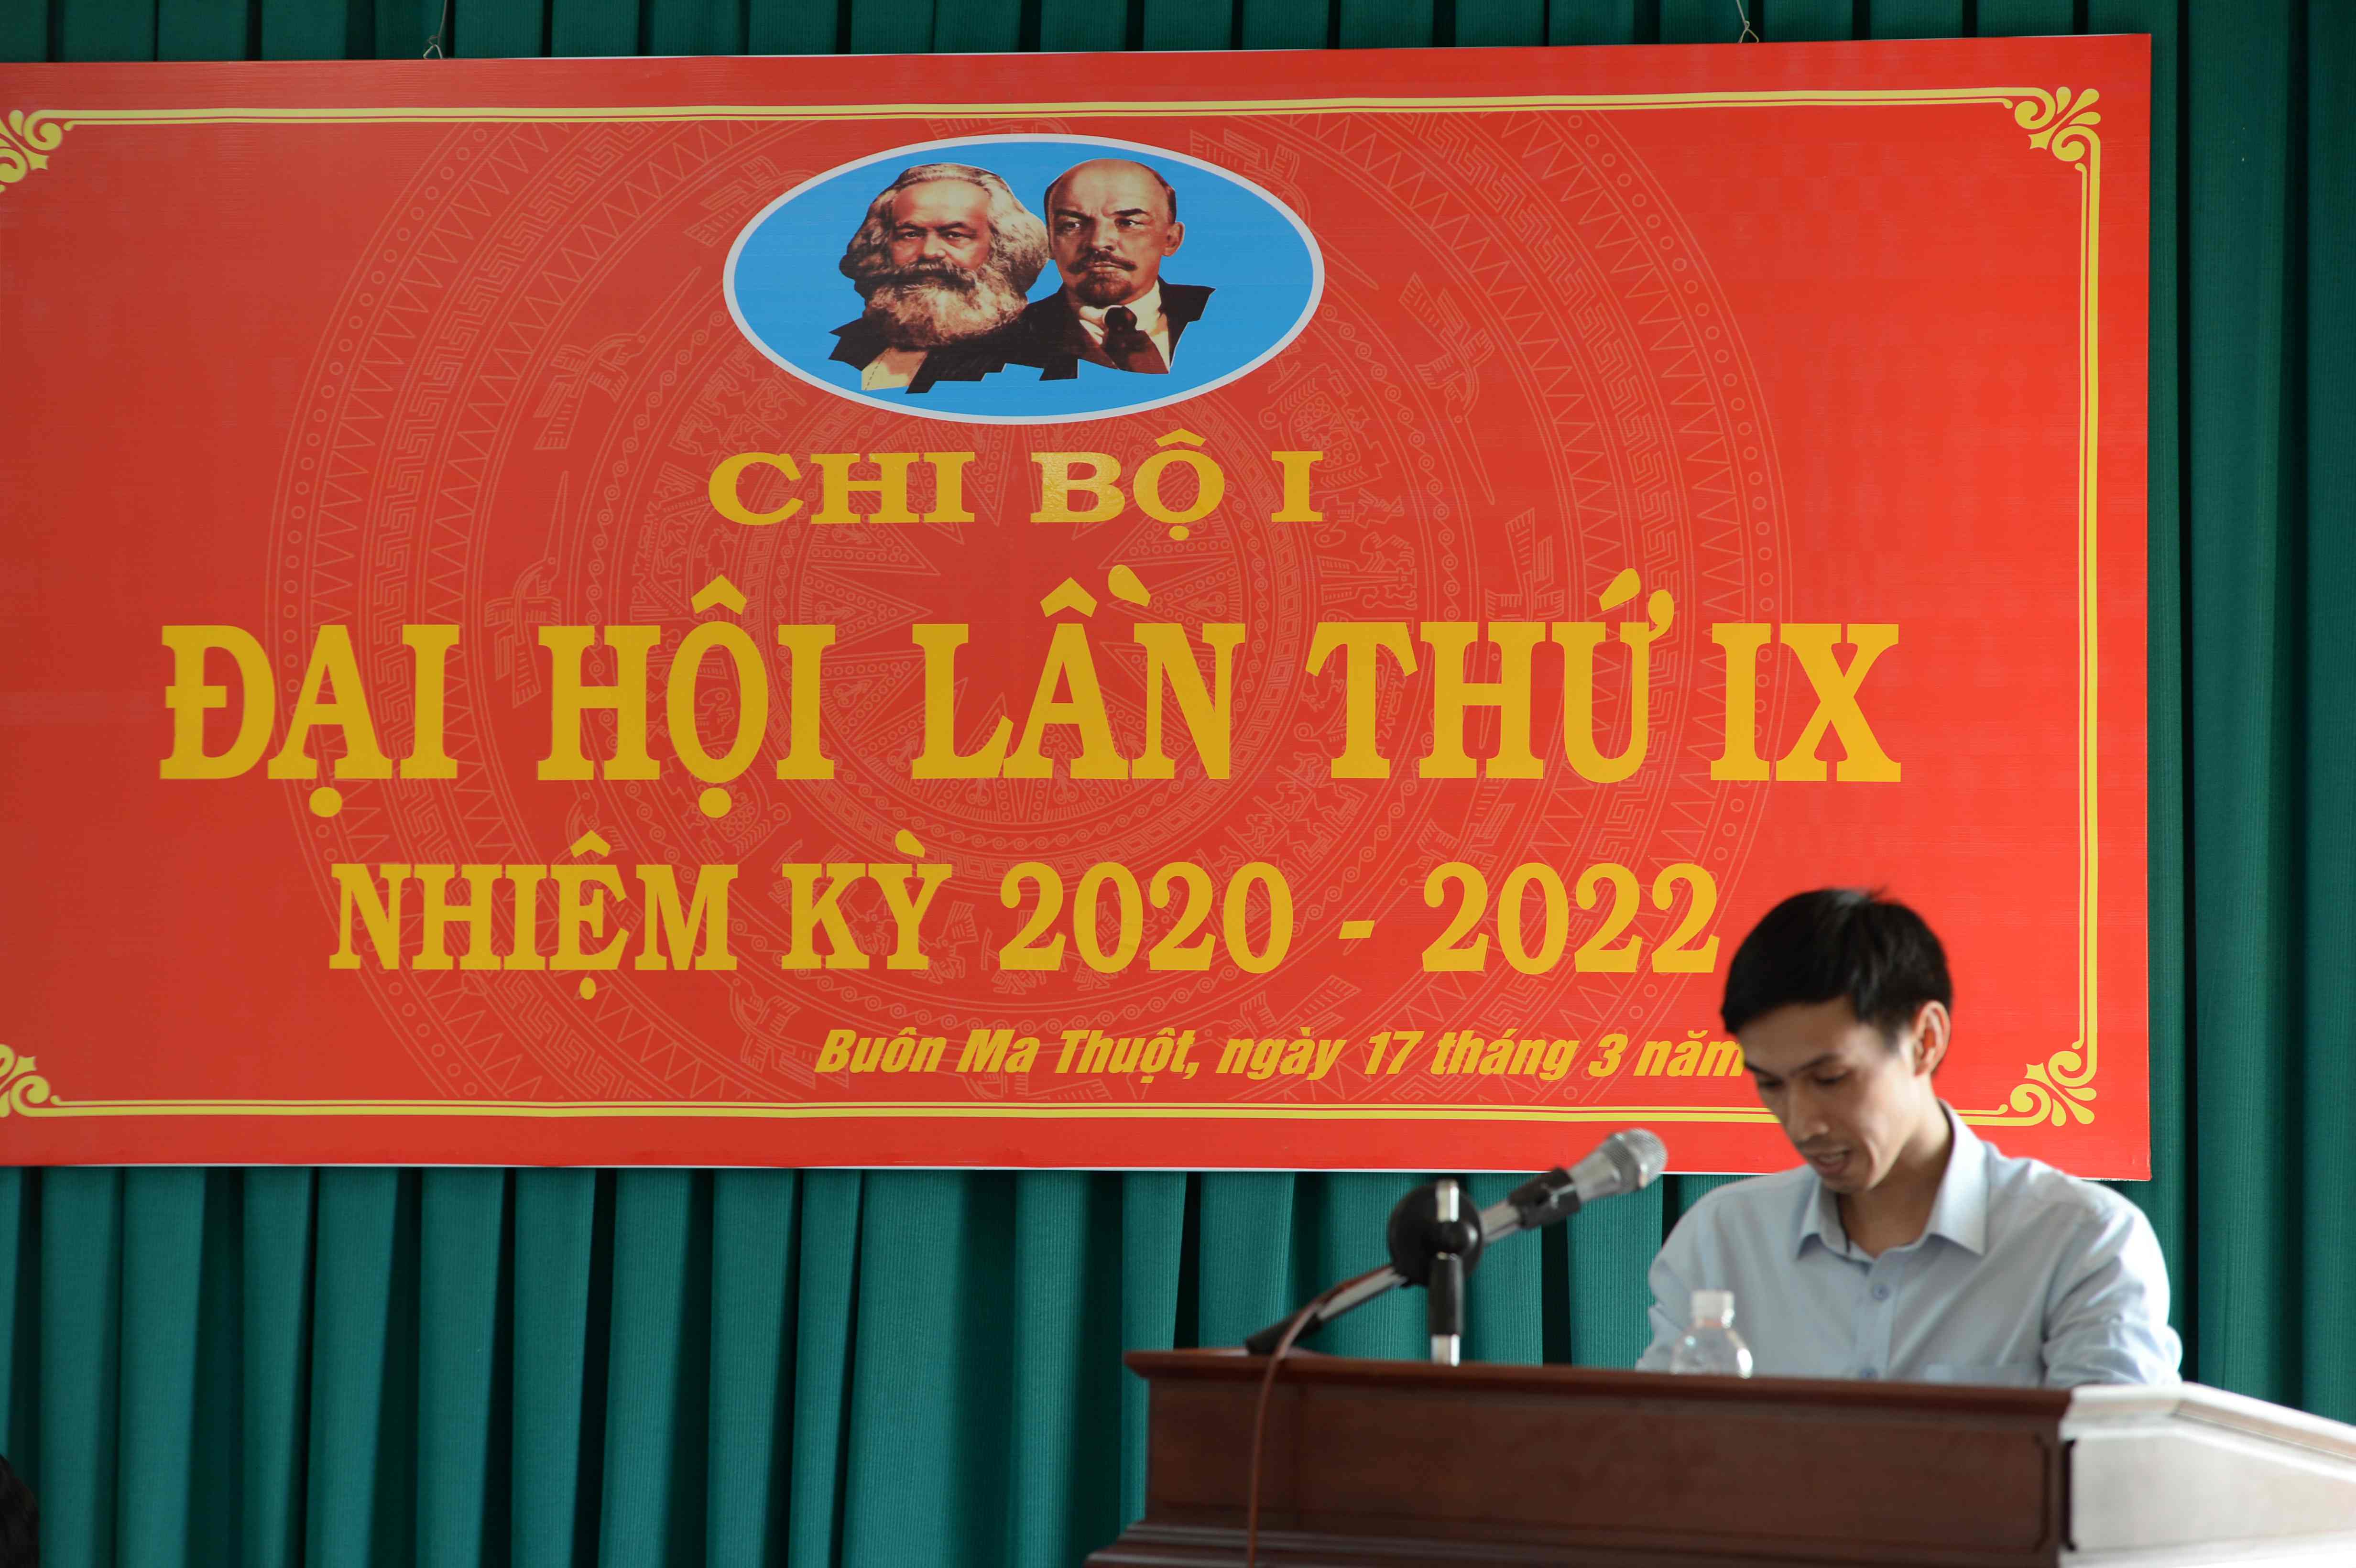 CHI BỘ I
ĐẠI HỘI LẦN THỨ IX
NHIỆM KỲ 2020 - 2022
Buôn Ma Thuột, ngày 17 tháng 3 năm